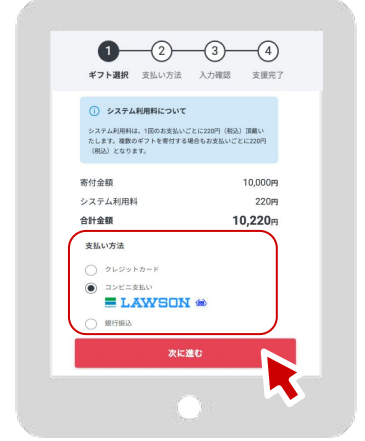 1 2 3 4
ギフト選択 支払い方法 入力確認 支援完了
システム利用料について
システム利用料は、1回のお支払いごとに220円（税込）頂戴い
たします。複数のギフトを寄付する場合もお支払いごとに220円
（税込）となります。
寄付金額 10,000円
システム利用料 220円
合計金額 10,220円
支払い方法
クレジットカード
コンビニ支払い
LAWSON
銀行振込
次に進む